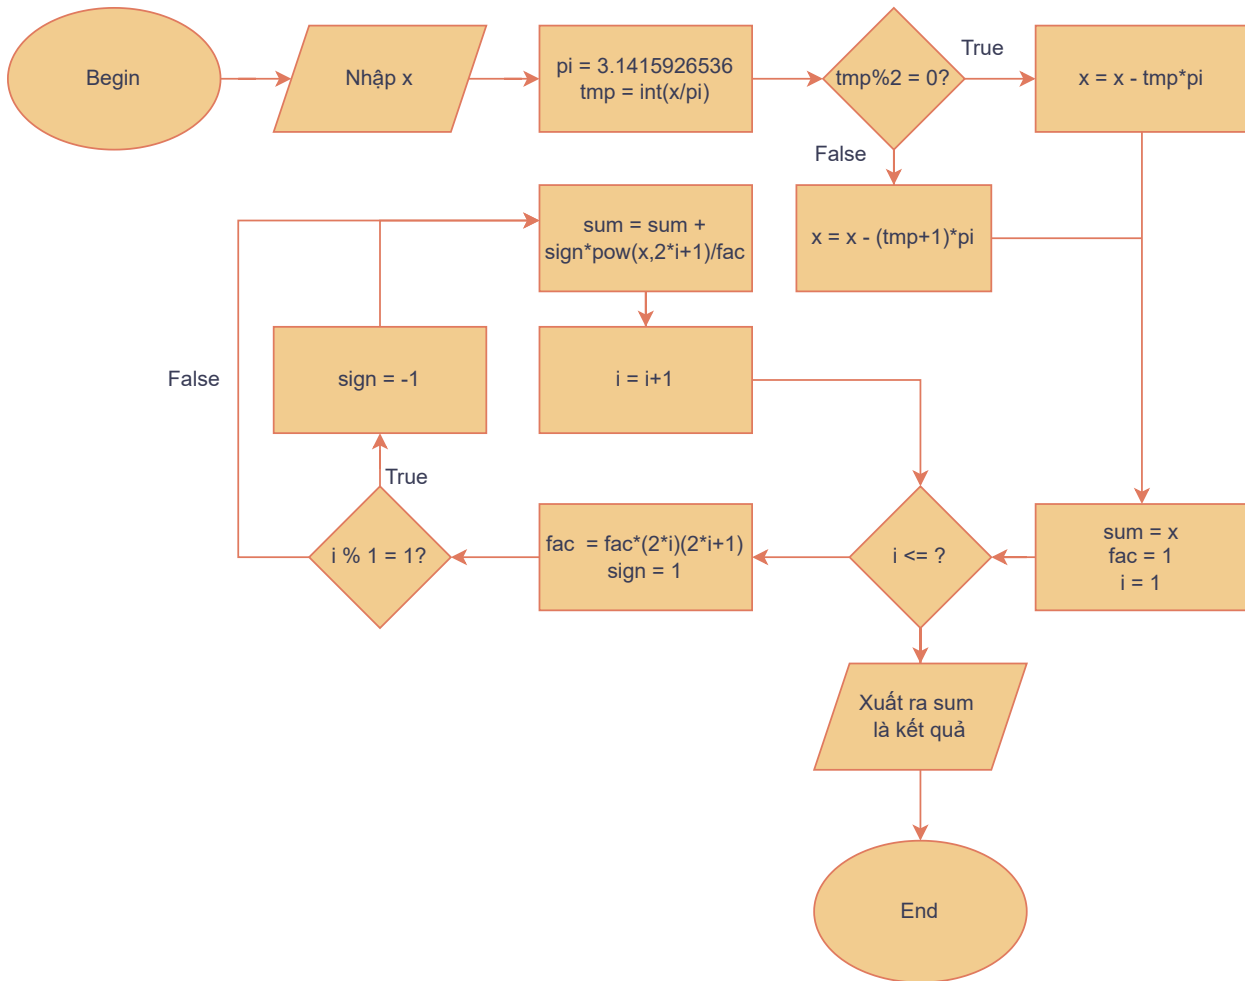 Begin
Nhập x
pi = 3.1415926536
tmp = int(x/pi)
tmp%2 = 0?
True
x = x - tmp*pi
False
x = x - (tmp+1)*pi
sum = x
fac = 1
i = 1
i <= ?
fac = fac*(2*i)(2*i+1)
sign = 1
i % 1 = 1?
True
sign = -1
False
sum = sum +
sign*pow(x,2*i+1)/fac
i = i+1
Xuất ra sum
là kết quả
End